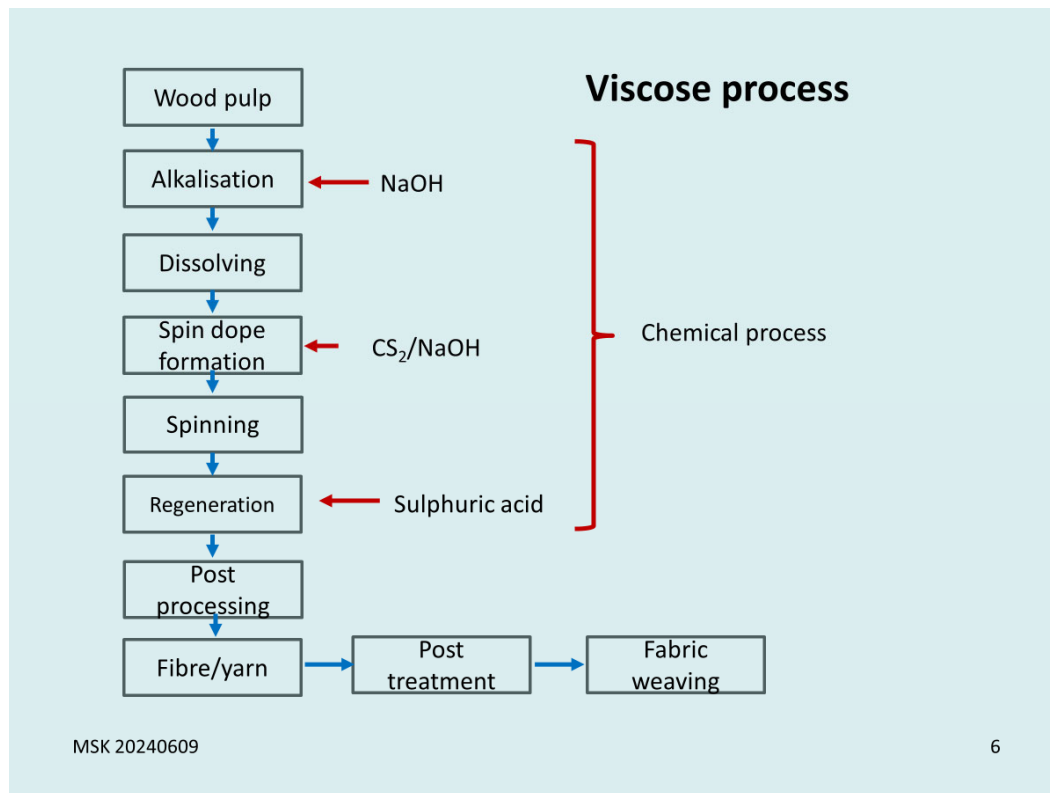 Viscose process
Wood pulp
Alkalisation
NaOH
Dissolving
Spin dope
formation
CS₂/NaOH
Chemical process
Spinning
Regeneration
Sulphuric acid
Post
processing
Fibre/yarn
Post
treatment
Fabric
weaving
MSK 20240609
6